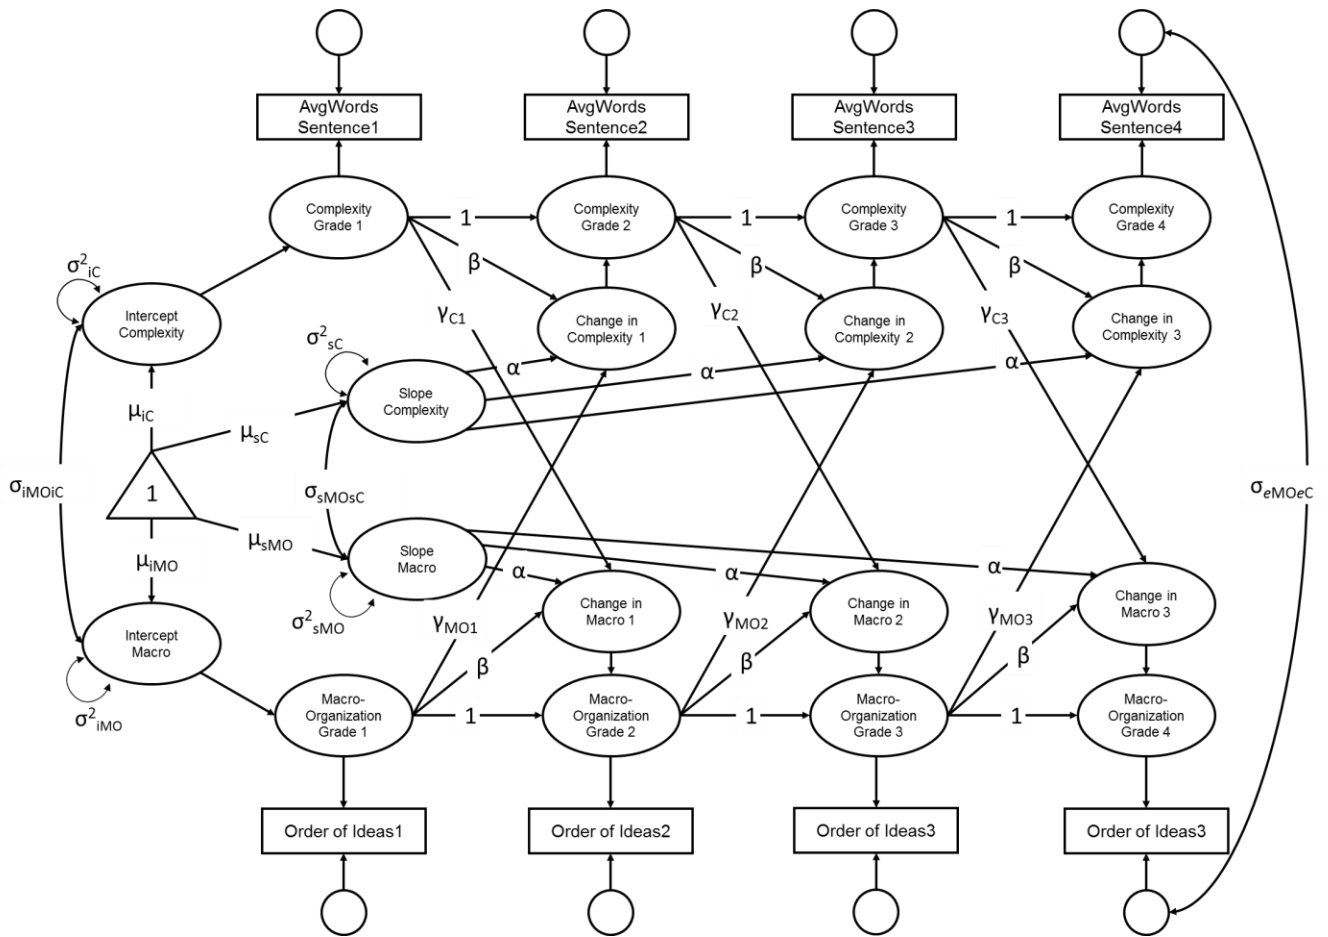 AvgWords
Sentence1
AvgWords
Sentence2
AvgWords
Sentence3
AvgWords
Sentence4
Complexity
Grade 1
1
Complexity
Grade 2
1
Complexity
Grade 3
1
Complexity
Grade 4
β
β
β
σ²iC
Intercept
Complexity
γC1
Change in
Complexity 1
γC2
Change in
Complexity 2
γC3
Change in
Complexity 3
σ²sC
Slope
Complexity
α
α
α
μiC
μsC
σiMOiC
1
σsMOsC
σeMOeC
μsMO
μiMO
Slope
Macro
α
α
α
σ²sMO
Intercept
Macro
σ²iMO
γMO1
Change in
Macro 1
γMO2
Change in
Macro 2
γMO3
Change in
Macro 3
β
β
β
Macro-
Organization
Grade 1
1
Macro-
Organization
Grade 2
1
Macro-
Organization
Grade 3
1
Macro-
Organization
Grade 4
Order of Ideas1
Order of Ideas2
Order of Ideas3
Order of Ideas3